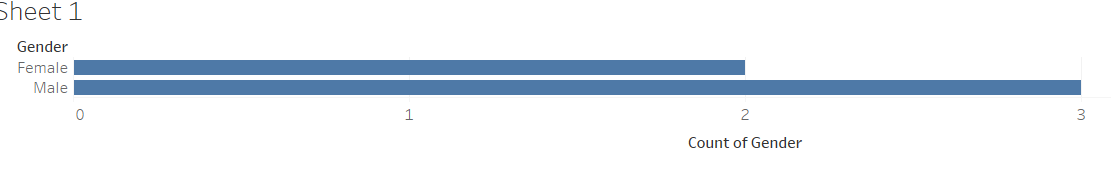 Sheet 1
Gender
Female
Male
0 1 2 3
Count of Gender